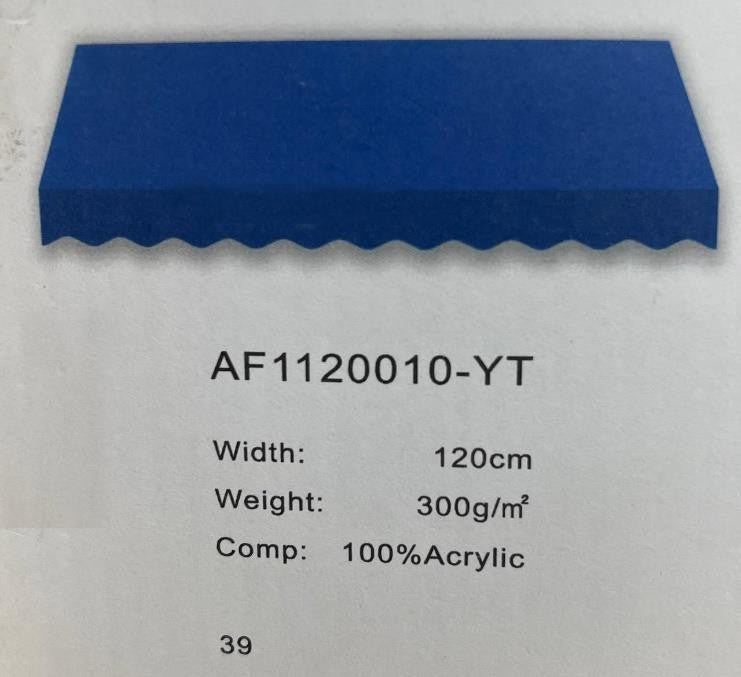 AF1120010-YT
Width: 120cm
Weight: 300g/m²
Comp: 100%Acrylic
39